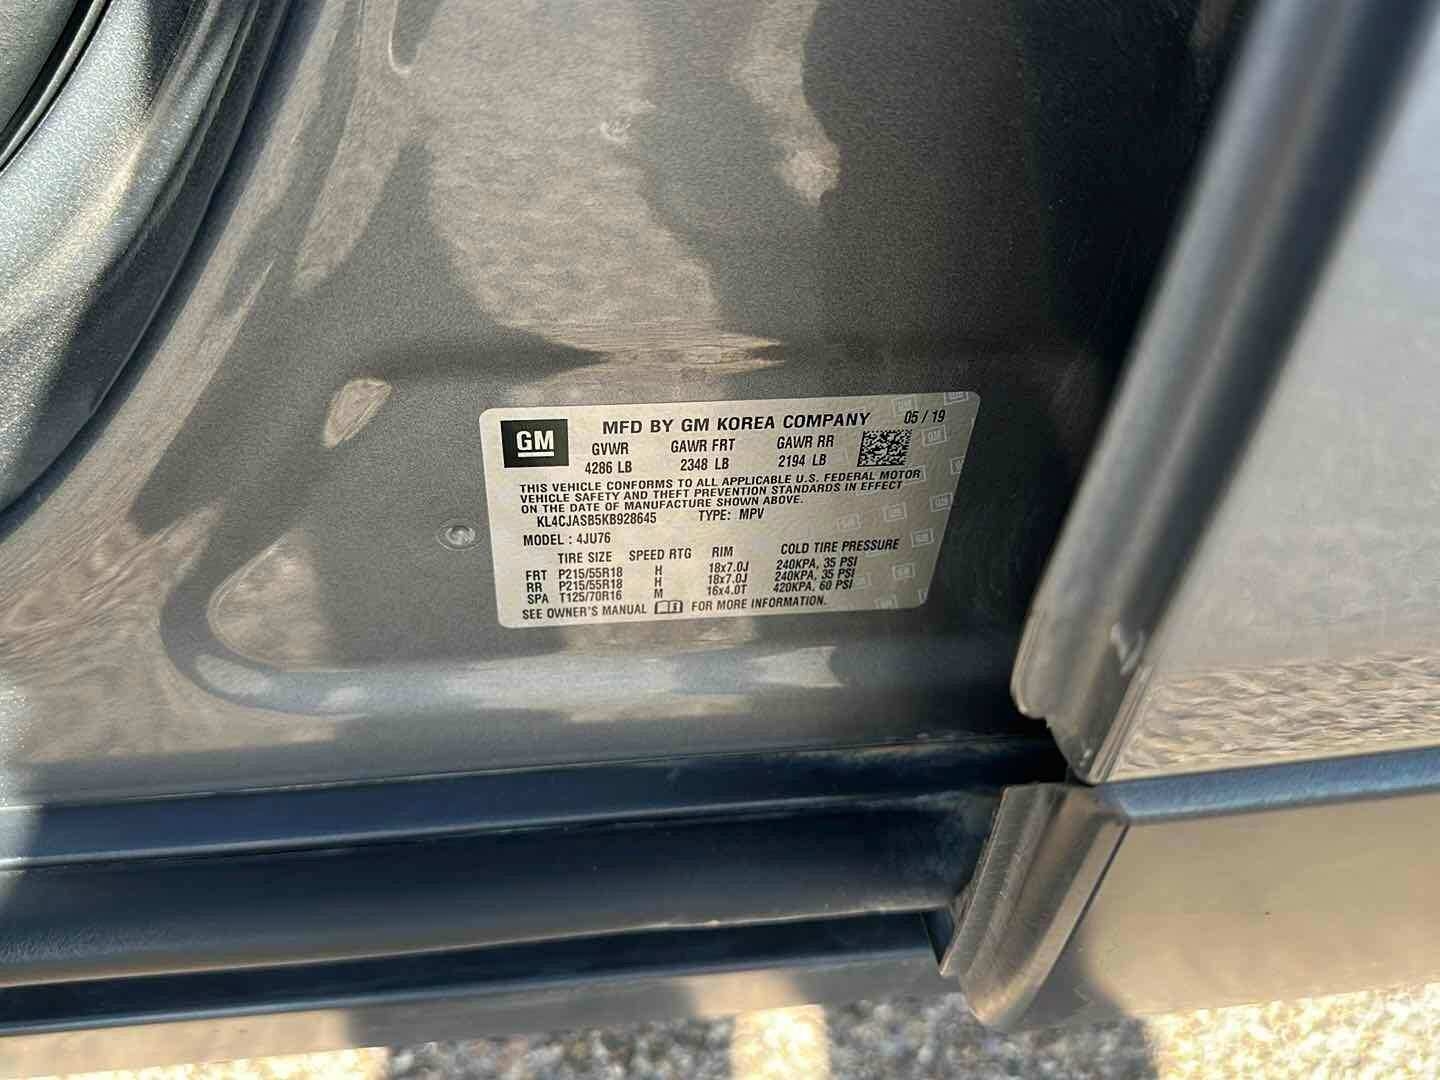 GM
MFD BY GM KOREA COMPANY 05 / 19
GVWR GAWR FRT GAWR RR
4286 LB 2348 LB 2194 LB
THIS VEHICLE CONFORMS TO ALL APPLICABLE U.S. FEDERAL MOTOR
VEHICLE SAFETY AND THEFT PREVENTION STANDARDS IN EFFECT
ON THE DATE OF MANUFACTURE SHOWN ABOVE.
KL4CJASB5KB928645 TYPE: MPV
MODEL : 4JU76
TIRE SIZE SPEED RTG RIM COLD TIRE PRESSURE
FRT P215/55R18 H 18x7.0J 240KPA, 35 PSI
RR P215/55R18 H 18x7.0J 240KPA, 35 PSI
SPA T125/70R16 M 16x4.0T 420KPA, 60 PSI
SEE OWNER'S MANUAL FOR MORE INFORMATION.